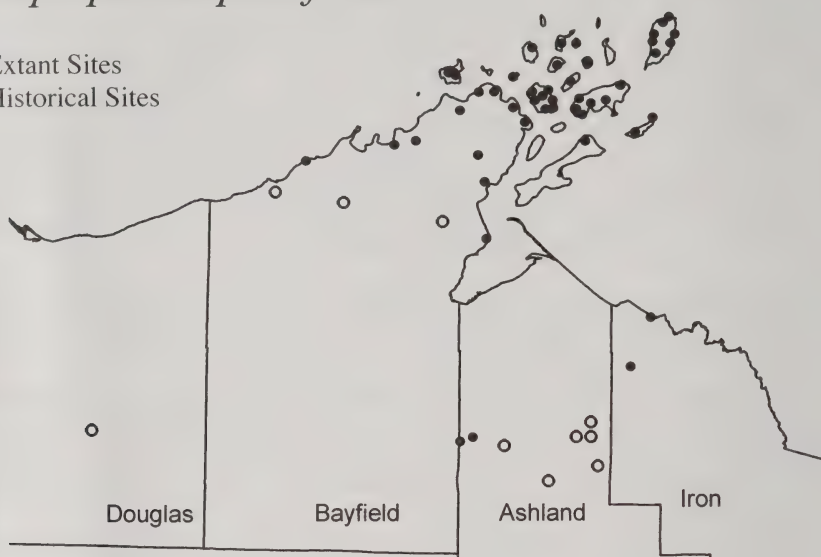 Extant Sites
Historical Sites
Douglas
Bayfield
Ashland
Iron